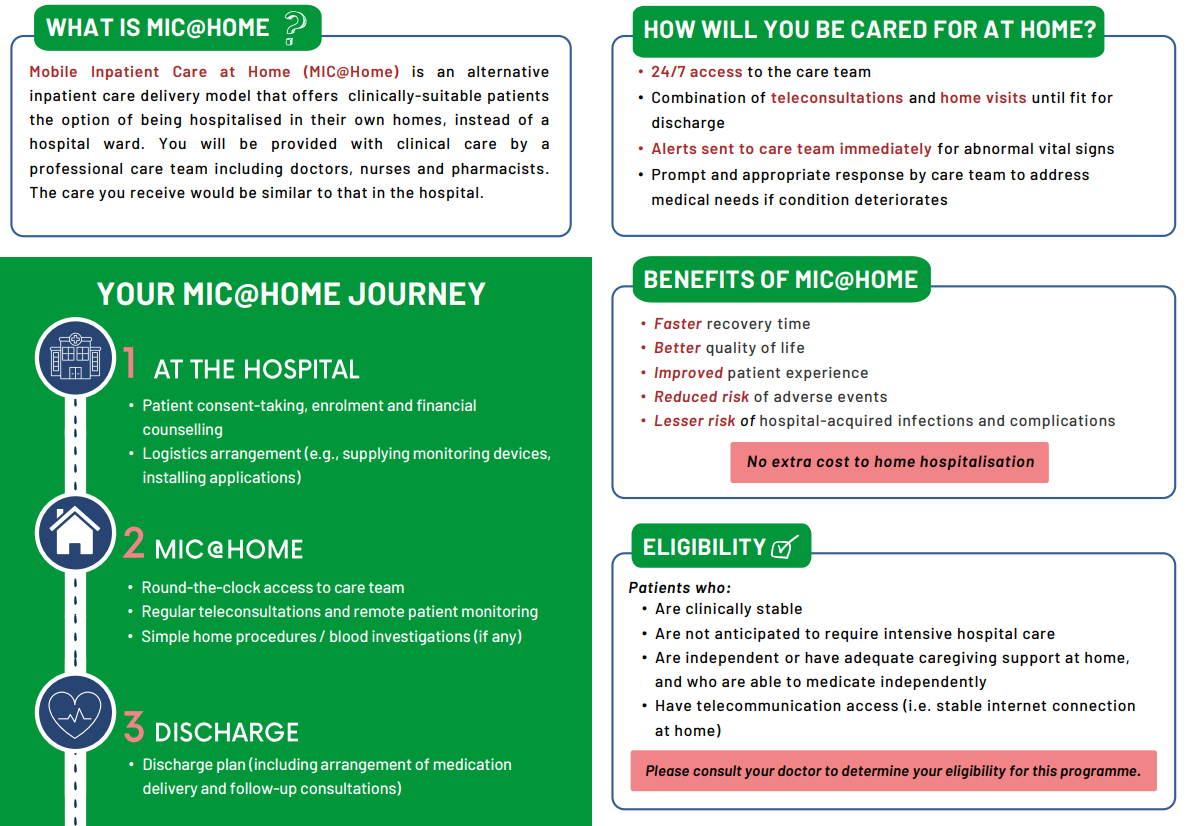 WHAT IS MIC@HOME ?
Mobile Inpatient Care at Home (MIC@Home) is an alternative
inpatient care delivery model that offers clinically-suitable patients
the option of being hospitalised in their own homes, instead of a
hospital ward. You will be provided with clinical care by a
professional care team including doctors, nurses and pharmacists.
The care you receive would be similar to that in the hospital.
HOW WILL YOU BE CARED FOR AT HOME?
• 24/7 access to the care team
• Combination of teleconsultations and home visits until fit for
discharge
• Alerts sent to care team immediately for abnormal vital signs
• Prompt and appropriate response by care team to address
medical needs if condition deteriorates
YOUR MIC@HOME JOURNEY
1 AT THE HOSPITAL
• Patient consent-taking, enrolment and financial
counselling
• Logistics arrangement (e.g., supplying monitoring devices,
installing applications)
2 MIC@HOME
• Round-the-clock access to care team
• Regular teleconsultations and remote patient monitoring
• Simple home procedures / blood investigations (if any)
3 DISCHARGE
• Discharge plan (including arrangement of medication
delivery and follow-up consultations)
BENEFITS OF MIC@HOME
• Faster recovery time
• Better quality of life
• Improved patient experience
• Reduced risk of adverse events
• Lesser risk of hospital-acquired infections and complications
No extra cost to home hospitalisation
ELIGIBILITY
Patients who:
• Are clinically stable
• Are not anticipated to require intensive hospital care
• Are independent or have adequate caregiving support at home,
and who are able to medicate independently
• Have telecommunication access (i.e. stable internet connection
at home)
Please consult your doctor to determine your eligibility for this programme.